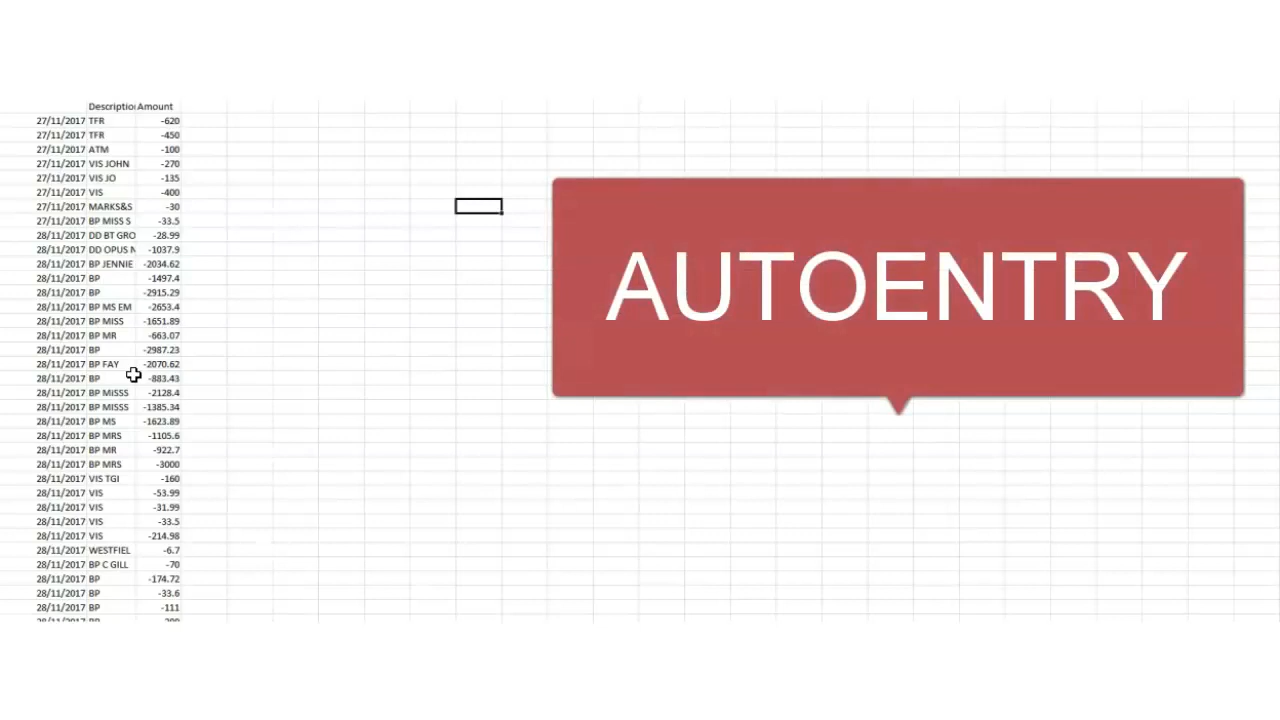 Description Amount
27/11/2017 TFR -620
27/11/2017 TFR -450
27/11/2017 ATM -100
27/11/2017 VIS JOHN -270
27/11/2017 VIS JO -135
27/11/2017 VIS -400
27/11/2017 MARKS&S -30
27/11/2017 BP MISS S -33.5
28/11/2017 DD BT GRO -28.99
28/11/2017 DD OPUS N -1037.9
28/11/2017 BP JENNIE -2034.62
28/11/2017 BP -1497.4
28/11/2017 BP -2915.29
28/11/2017 BP MS EM -2653.4
28/11/2017 BP MISS -1651.89
28/11/2017 BP MR -663.07
28/11/2017 BP -2987.23
28/11/2017 BP FAY -2070.62
28/11/2017 BP -883.43
28/11/2017 BP MISSS -2128.4
28/11/2017 BP MISSS -1385.34
28/11/2017 BP MS -1623.89
28/11/2017 BP MRS -1105.6
28/11/2017 BP MR -922.7
28/11/2017 BP MRS -3000
28/11/2017 VIS TGI -160
28/11/2017 VIS -53.99
28/11/2017 VIS -31.99
28/11/2017 VIS -33.5
28/11/2017 VIS -214.98
28/11/2017 WESTFIEL -6.7
28/11/2017 BP C GILL -70
28/11/2017 BP -174.72
28/11/2017 BP -33.6
28/11/2017 BP -111
AUTOENTRY